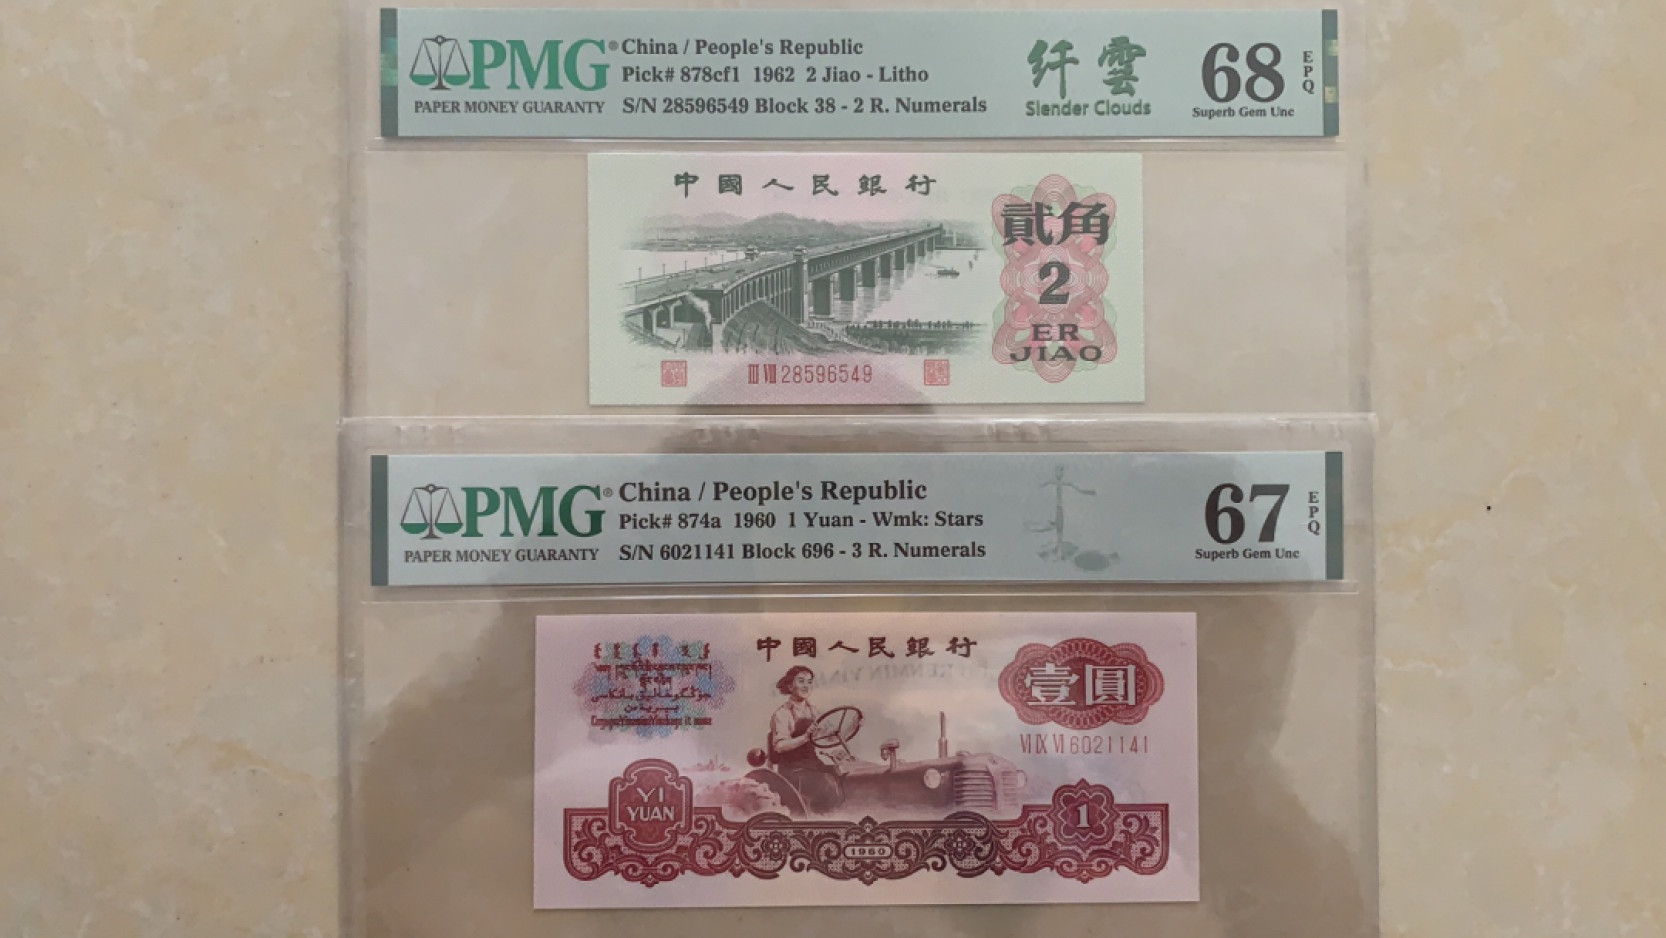 PMG®
PAPER MONEY GUARANTY
China / People's Republic
Pick# 878cf1 1962 2 Jiao - Litho
S/N 28596549 Block 38 - 2 R. Numerals
纤雲
Slender Clouds
68
EPQ
Superb Gem Unc
中國人民銀行
貳角
2
ER
JIAO
III VIII 28596549
PMG®
PAPER MONEY GUARANTY
China / People's Republic
Pick# 874a 1960 1 Yuan - Wmk: Stars
S/N 6021141 Block 696 - 3 R. Numerals
67
EPQ
Superb Gem Unc
中國人民銀行
壹圓
VI IX VI 6021141
YI
YUAN
1
1960